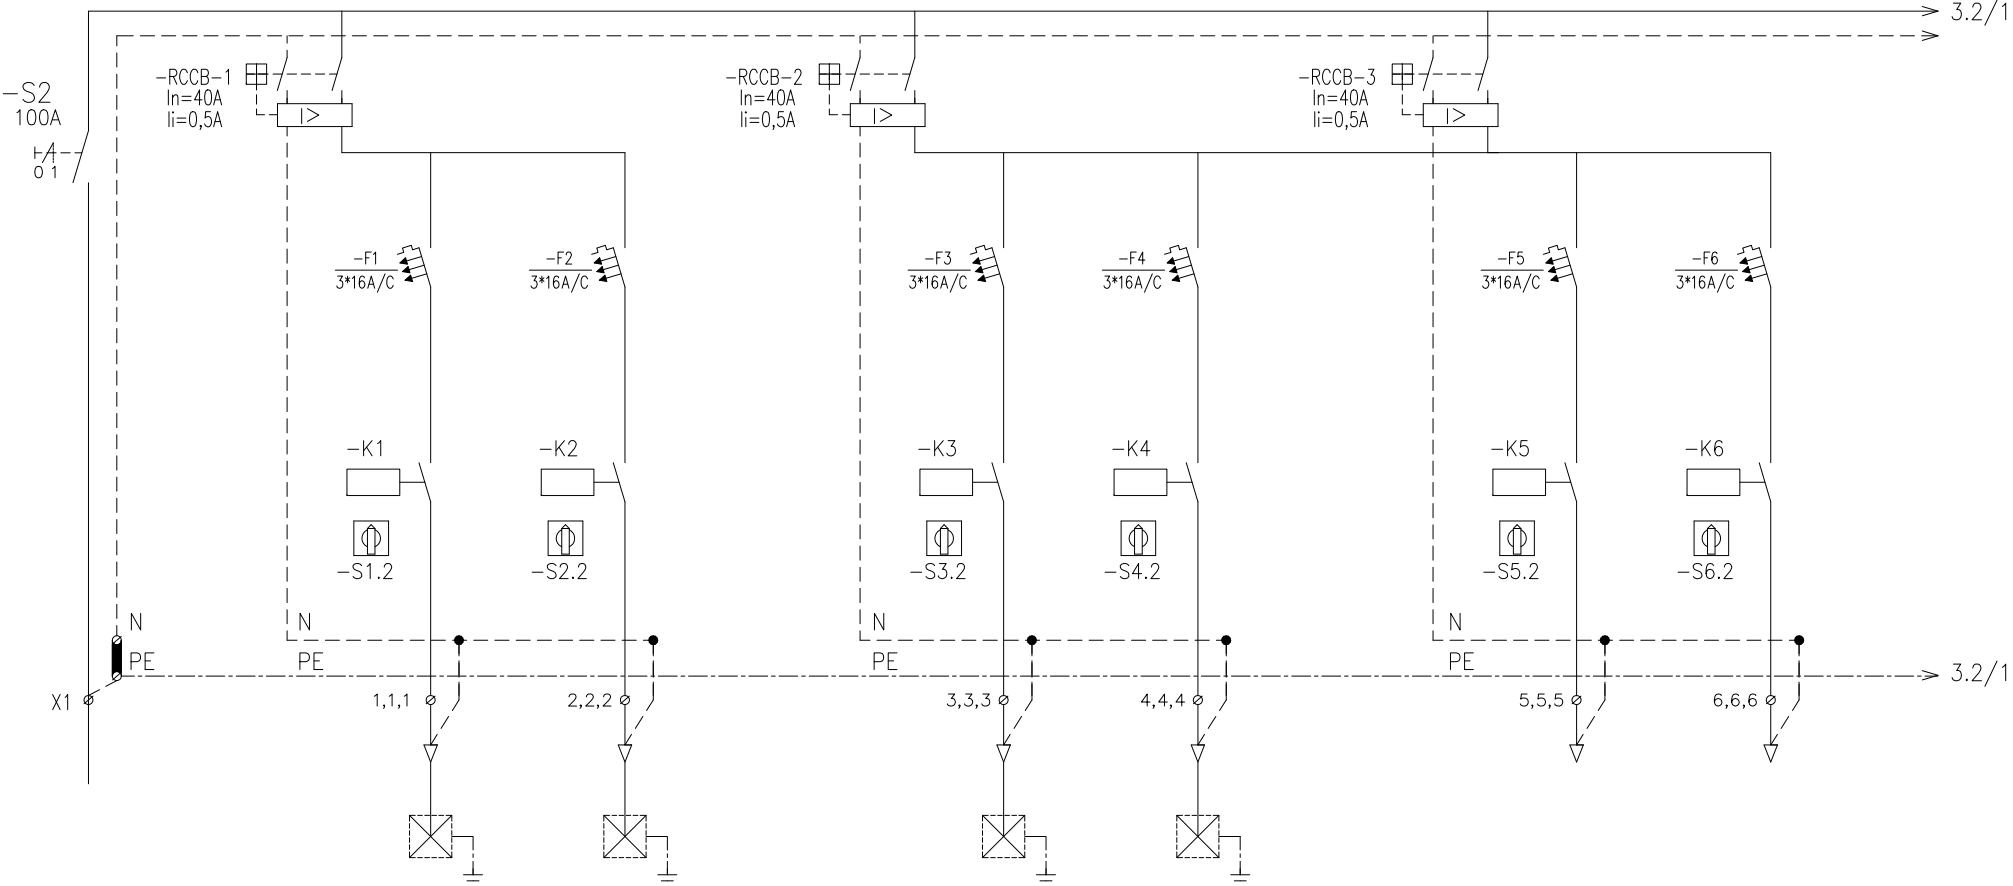 3.2/1
-S2
100A
0 1
-RCCB-1
In=40A
Ii=0,5A
I>
-RCCB-2
In=40A
Ii=0,5A
I>
-RCCB-3
In=40A
Ii=0,5A
I>
-F1
3*16A/C
-F2
3*16A/C
-F3
3*16A/C
-F4
3*16A/C
-F5
3*16A/C
-F6
3*16A/C
-K1
-K2
-K3
-K4
-K5
-K6
-S1.2
-S2.2
-S3.2
-S4.2
-S5.2
-S6.2
N
N
N
N
PE
PE
PE
PE
3.2/1
X1
1,1,1
2,2,2
3,3,3
4,4,4
5,5,5
6,6,6